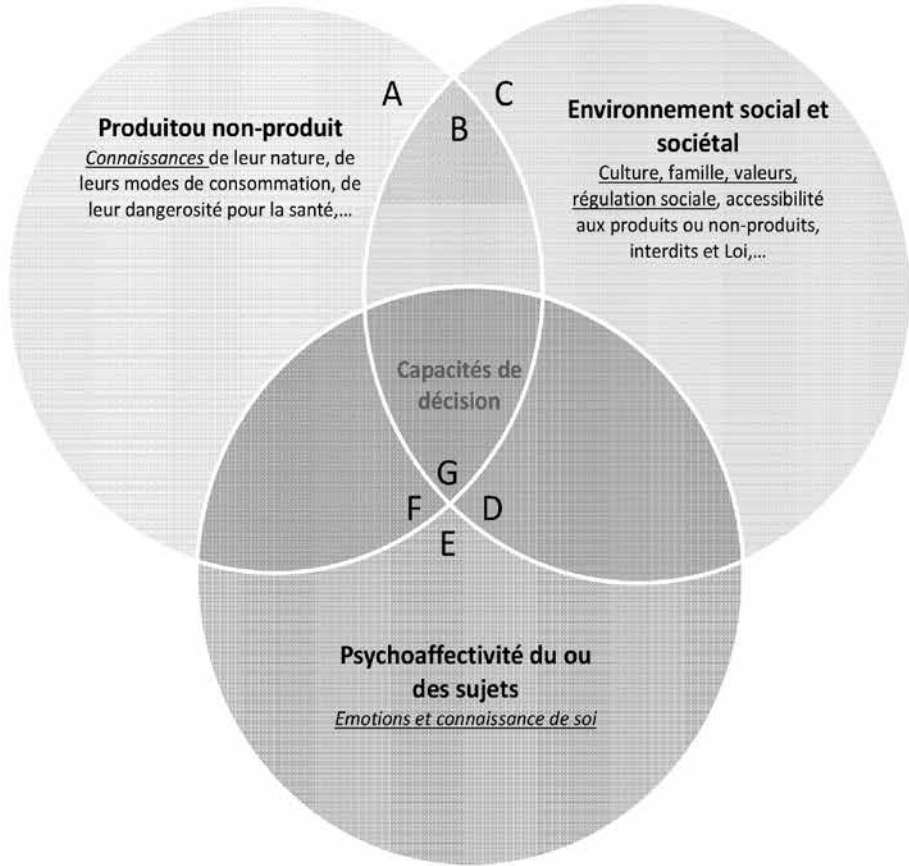 A
C
B
Produitou non-produit
Connaissances de leur nature, de
leurs modes de consommation, de
leur dangerosité pour la santé,...
Environnement social et
sociétal
Culture, famille, valeurs,
régulation sociale, accessibilité
aux produits ou non-produits,
interdits et Loi,...
Capacités de
décision
G
F
D
E
Psychoaffectivité du ou
des sujets
Emotions et connaissance de soi